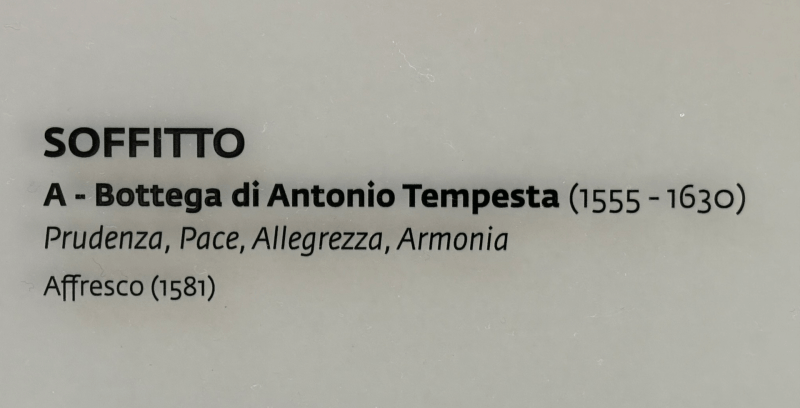 SOFFITTO
A - Bottega di Antonio Tempesta (1555 - 1630)
Prudenza, Pace, Allegrezza, Armonia
Affresco (1581)